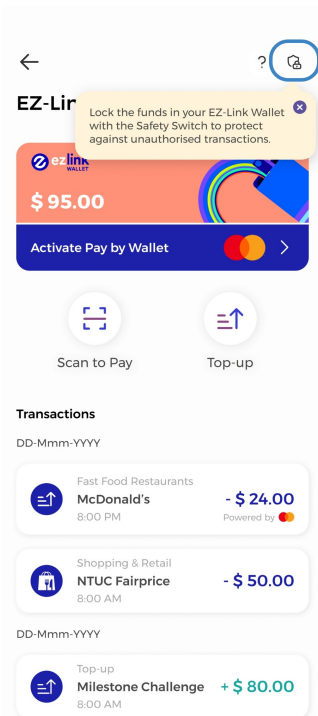 ?
EZ-Lin
Lock the funds in your EZ-Link Wallet
with the Safety Switch to protect
against unauthorised transactions.
ezlink
WALLET
$ 95.00
Activate Pay by Wallet
Scan to Pay
Top-up
Transactions
DD-Mmm-YYYY
Fast Food Restaurants
McDonald's
- $ 24.00
8:00 PM
Powered by
Shopping & Retail
NTUC Fairprice
- $ 50.00
8:00 AM
DD-Mmm-YYYY
Top-up
Milestone Challenge
+ $ 80.00
8:00 AM